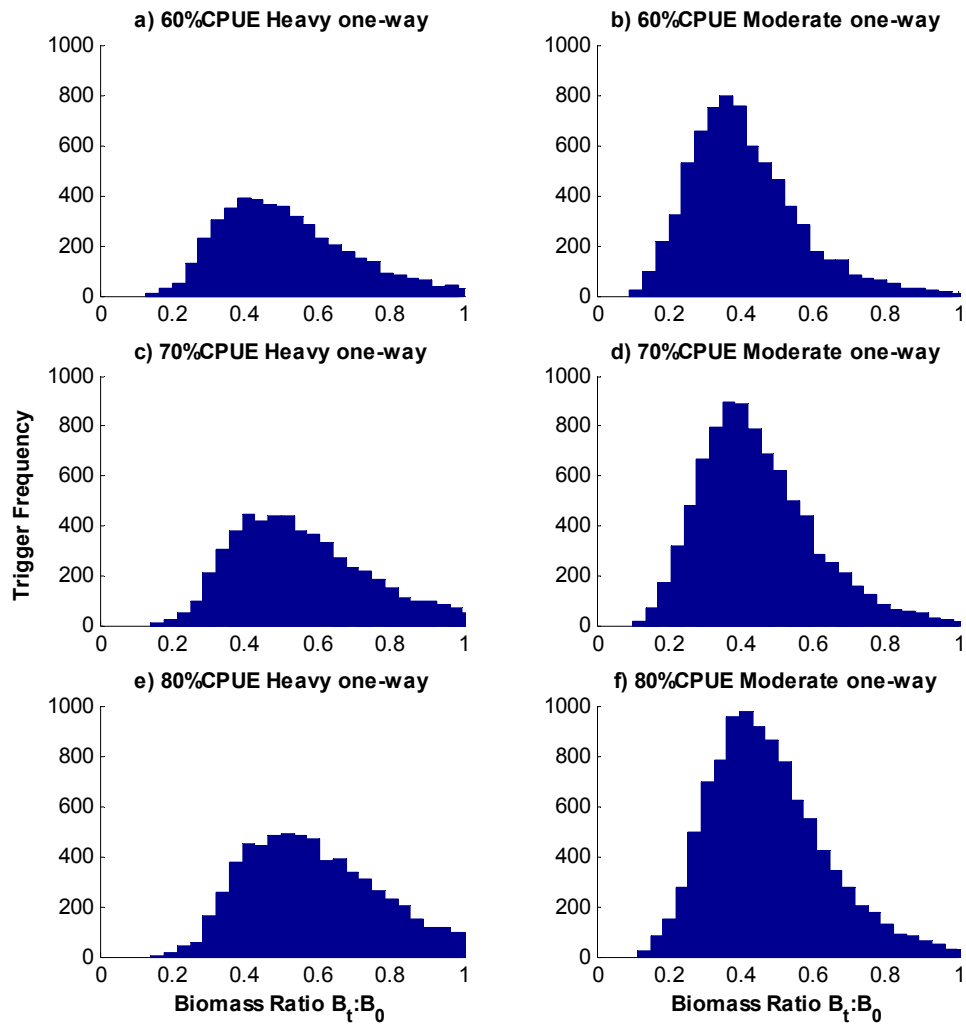 a) 60%CPUE Heavy one-way
1000
800
600
400
200
0
0 0.2 0.4 0.6 0.8 1
b) 60%CPUE Moderate one-way
1000
800
600
400
200
0
0 0.2 0.4 0.6 0.8 1
c) 70%CPUE Heavy one-way
1000
800
600
400
200
0
0 0.2 0.4 0.6 0.8 1
d) 70%CPUE Moderate one-way
1000
800
600
400
200
0
0 0.2 0.4 0.6 0.8 1
Trigger Frequency
e) 80%CPUE Heavy one-way
1000
800
600
400
200
0
0 0.2 0.4 0.6 0.8 1
Biomass Ratio B_t:B_0
f) 80%CPUE Moderate one-way
1000
800
600
400
200
0
0 0.2 0.4 0.6 0.8 1
Biomass Ratio B_t:B_0